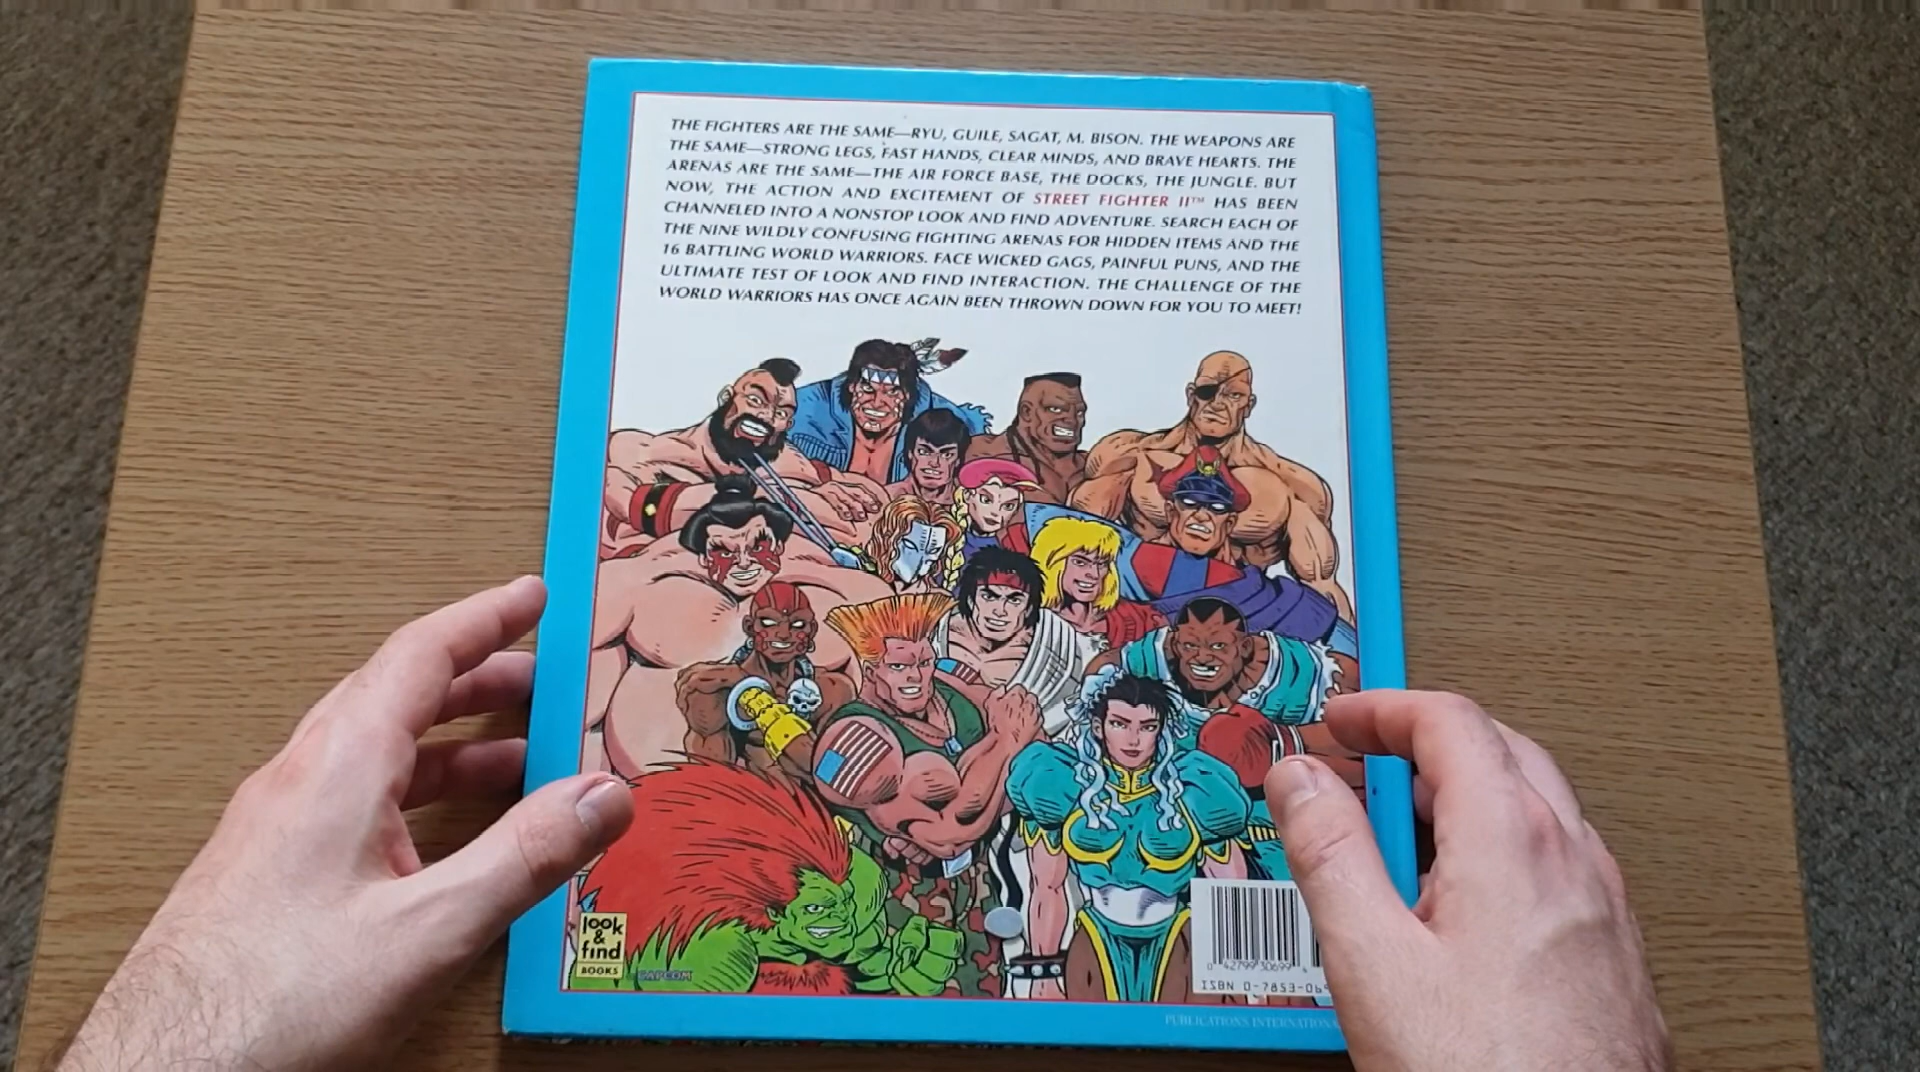 THE FIGHTERS ARE THE SAME—RYU, GUILE, SAGAT, M. BISON. THE WEAPONS ARE
THE SAME—STRONG LEGS, FAST HANDS, CLEAR MINDS, AND BRAVE HEARTS. THE
ARENAS ARE THE SAME—THE AIR FORCE BASE, THE DOCKS, THE JUNGLE. BUT
NOW, THE ACTION AND EXCITEMENT OF STREET FIGHTER II™ HAS BEEN
CHANNELED INTO A NONSTOP LOOK AND FIND ADVENTURE. SEARCH EACH OF
THE NINE WILDLY CONFUSING FIGHTING ARENAS FOR HIDDEN ITEMS AND THE
16 BATTLING WORLD WARRIORS. FACE WICKED GAGS, PAINFUL PUNS, AND THE
ULTIMATE TEST OF LOOK AND FIND INTERACTION. THE CHALLENGE OF THE
WORLD WARRIORS HAS ONCE AGAIN BEEN THROWN DOWN FOR YOU TO MEET!
look
&
find
BOOKS
CAPCOM
0 42799 30699
ISBN 0-7853-06
PUBLICATIONS INTERNATIONA